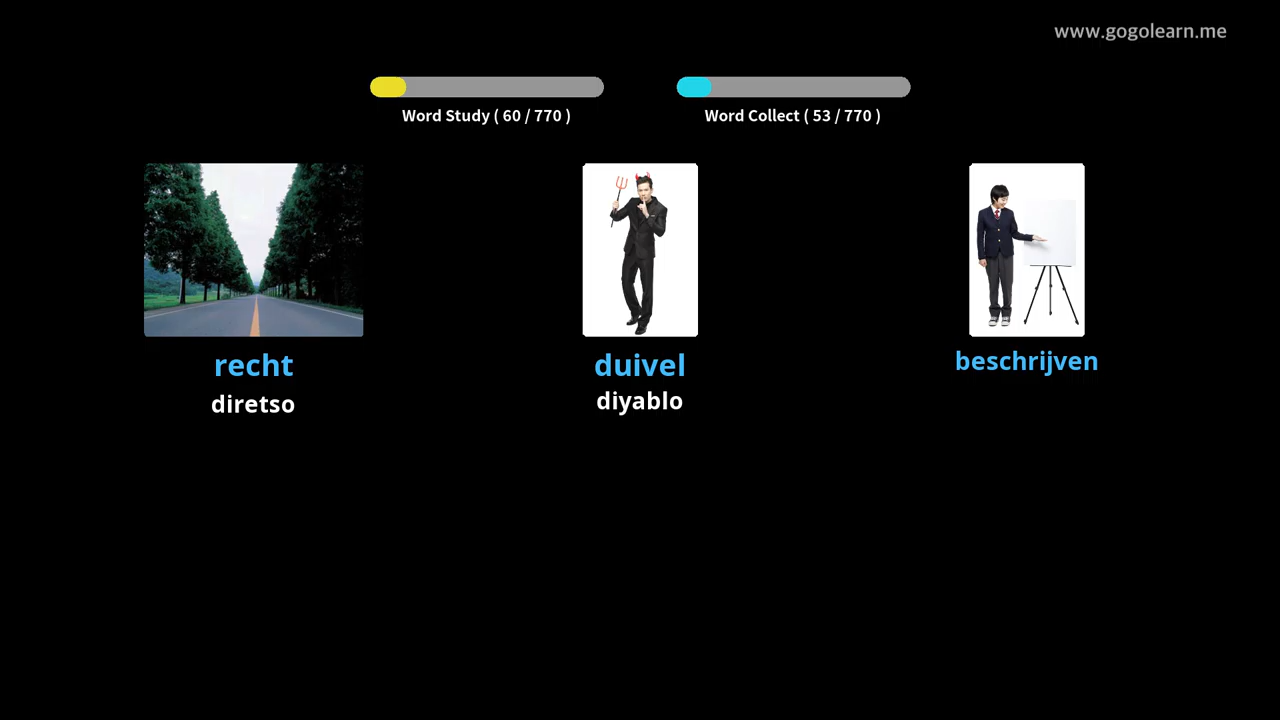 www.gogolearn.me
Word Study ( 60 / 770 )
Word Collect ( 53 / 770 )
recht
diretso
duivel
diyablo
beschrijven